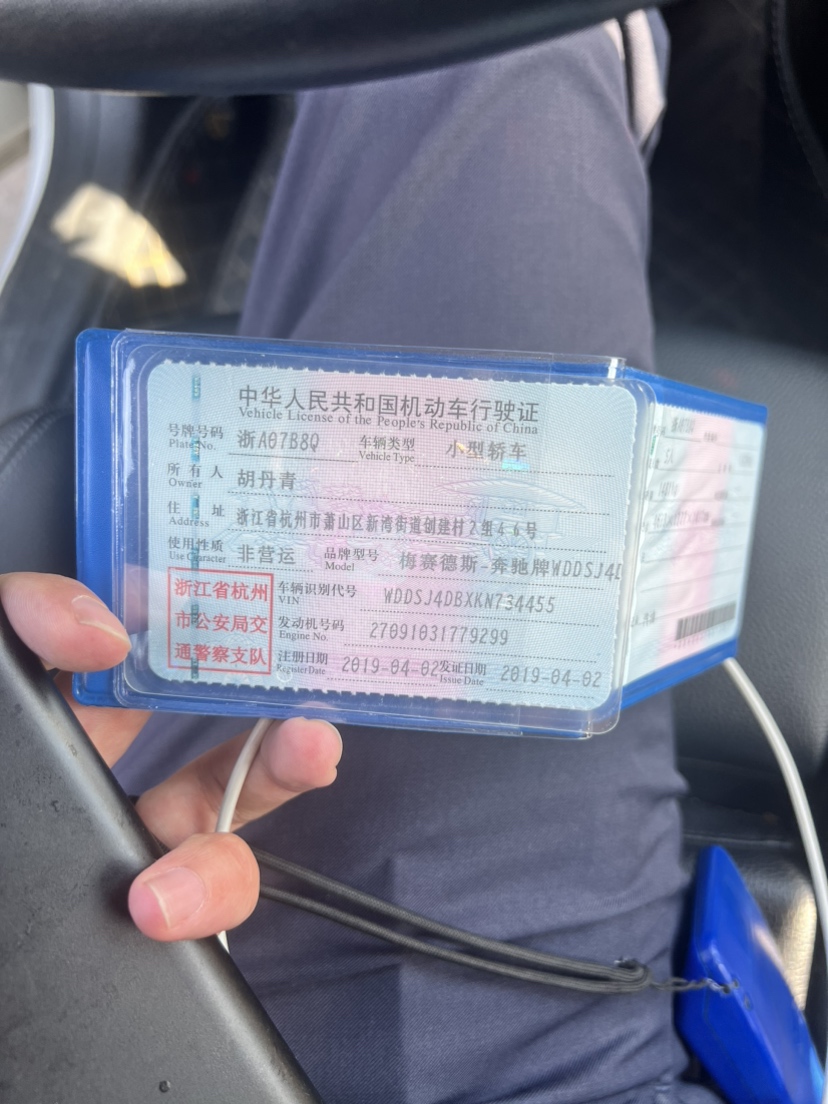 中华人民共和国机动车行驶证
Vehicle License of the People's Republic of China
号牌号码 浙A07B8Q 车辆类型 小型轿车
Plate No. Vehicle Type
所有人 胡丹青
Owner
住址 浙江省杭州市萧山区新湾街道创建村2组46号
Address
使用性质 非营运 品牌型号 梅赛德斯-奔驰牌WDDSJ4D
Use Character Model
浙江省杭州
市公安局交
通警察支队
车辆识别代号 WDDSJ4DBXKN734455
VIN
发动机号码 27091031779299
Engine No.
注册日期 2019-04-02 发证日期 2019-04-02
Register Date Issue Date